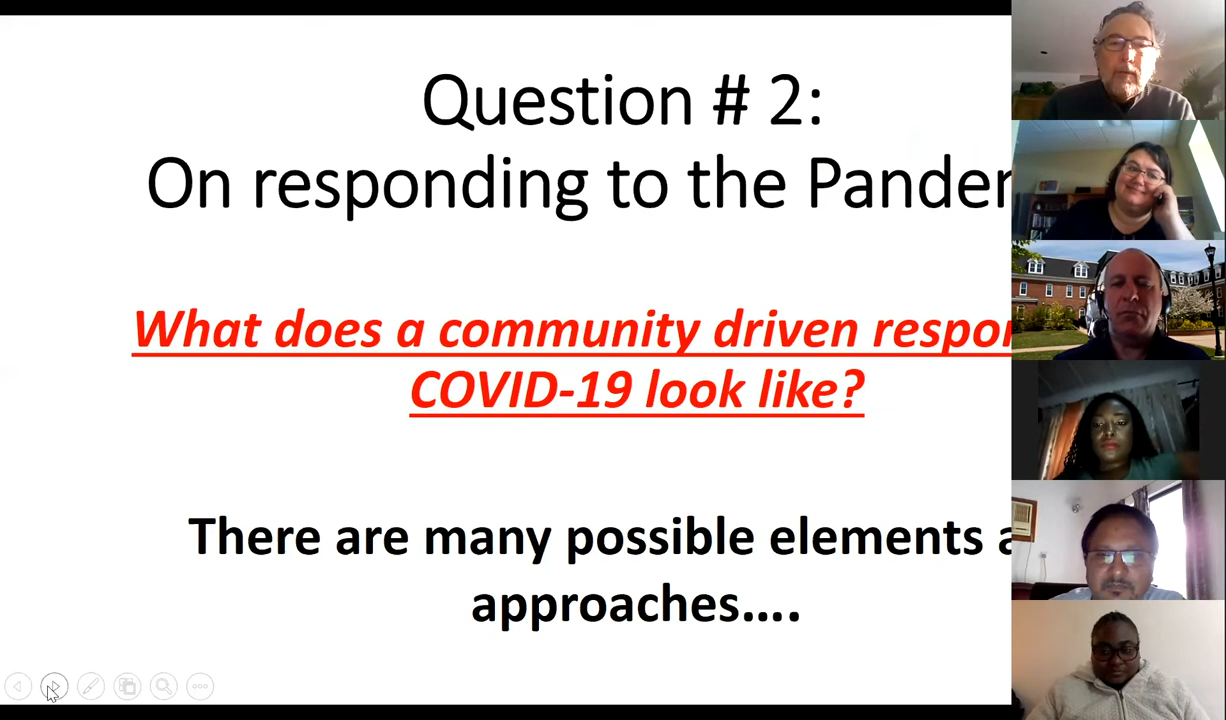 Question # 2:
On responding to the Pander
What does a community driven respon
COVID-19 look like?
There are many possible elements a
approaches....